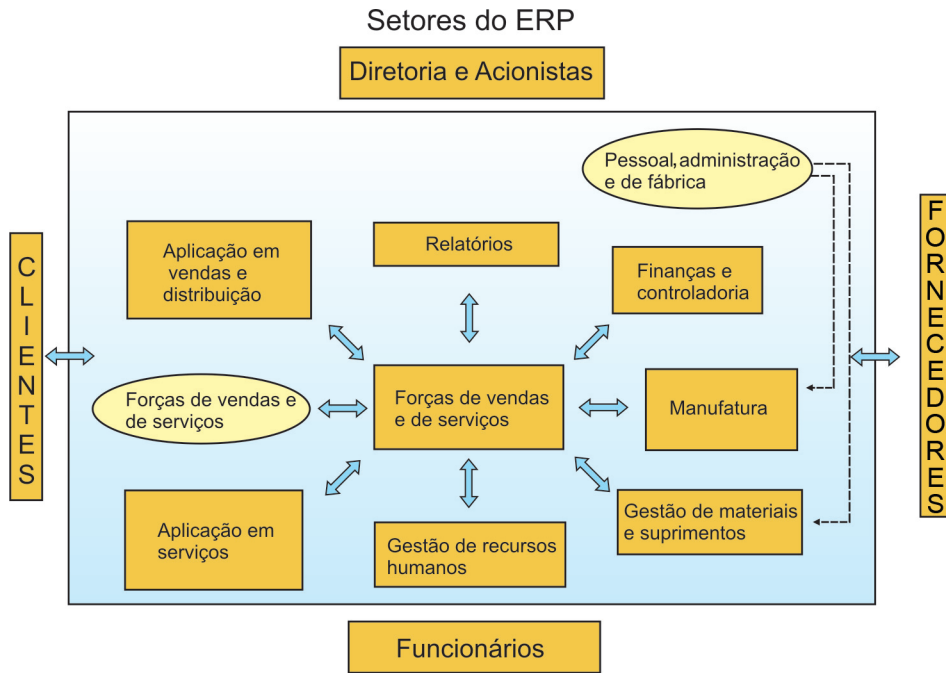 Setores do ERP
Diretoria e Acionistas
Pessoal, administração
e de fábrica
Aplicação em
vendas e
distribuição
Relatórios
Finanças e
controladoria
CLIENTES
Forças de vendas e
de serviços
Forças de vendas
e de serviços
Manufatura
FORNECEDORES
Aplicação em
serviços
Gestão de recursos
humanos
Gestão de materiais
e suprimentos
Funcionários